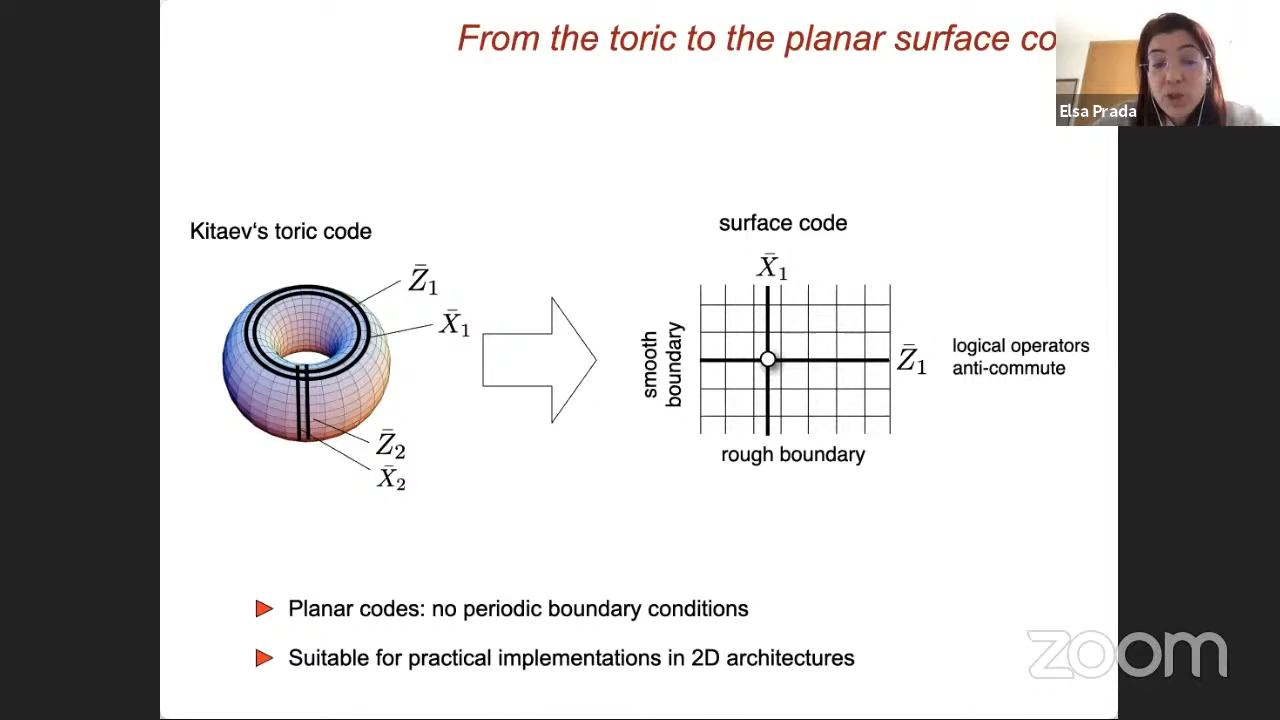 From the toric to the planar surface co
Elsa Prada
Kitaev's toric code
Z̄₁
X̄₁
Z̄₂
X̄₂
surface code
X̄₁
smooth
boundary
Z̄₁
logical operators
anti-commute
rough boundary
Planar codes: no periodic boundary conditions
Suitable for practical implementations in 2D architectures
zoom